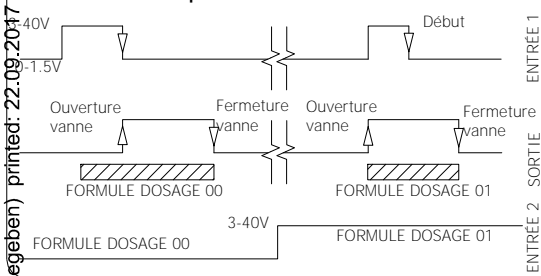 3-40V
Début
0-1.5V
ENTRÉE 1
Ouverture
vanne
Fermeture
vanne
Ouverture
vanne
Fermeture
vanne
SORTIE
FORMULE DOSAGE 00
FORMULE DOSAGE 01
3-40V
FORMULE DOSAGE 00
FORMULE DOSAGE 01
ENTRÉE 2
egeben) printed: 22.09.2017